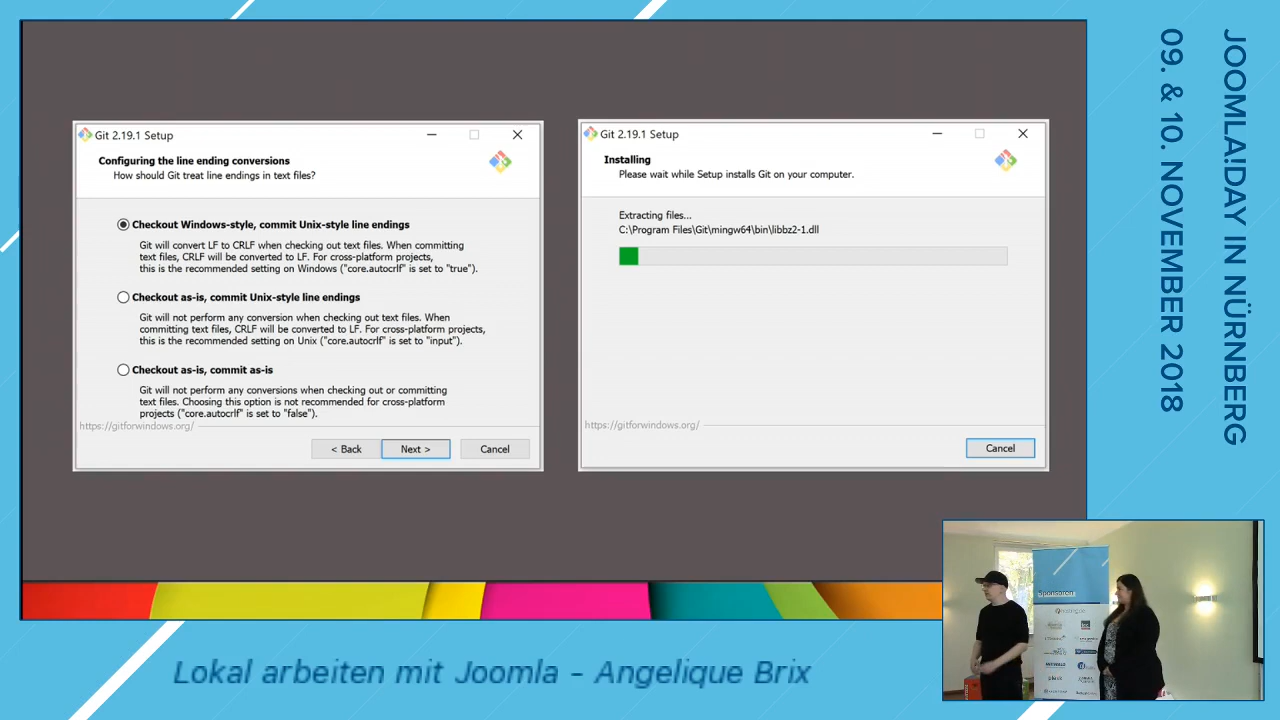 Git 2.19.1 Setup
Configuring the line ending conversions
How should Git treat line endings in text files?
Checkout Windows-style, commit Unix-style line endings
Git will convert LF to CRLF when checking out text files. When committing
text files, CRLF will be converted to LF. For cross-platform projects,
this is the recommended setting on Windows ("core.autocrlf" is set to "true").
Checkout as-is, commit Unix-style line endings
Git will not perform any conversion when checking out text files. When
committing text files, CRLF will be converted to LF. For cross-platform projects,
this is the recommended setting on Unix ("core.autocrlf" is set to "input").
Checkout as-is, commit as-is
Git will not perform any conversions when checking out or committing
text files. Choosing this option is not recommended for cross-platform
projects ("core.autocrlf" is set to "false").
https://gitforwindows.org/
< Back
Next >
Cancel
Git 2.19.1 Setup
Installing
Please wait while Setup installs Git on your computer.
Extracting files...
C:\Program Files\Git\mingw64\bin\libbz2-1.dll
https://gitforwindows.org/
Cancel
JOOMLA!DAY IN NÜRNBERG
09. & 10. NOVEMBER 2018
Sponsoren
Lokal arbeiten mit Joomla - Angelique Brix